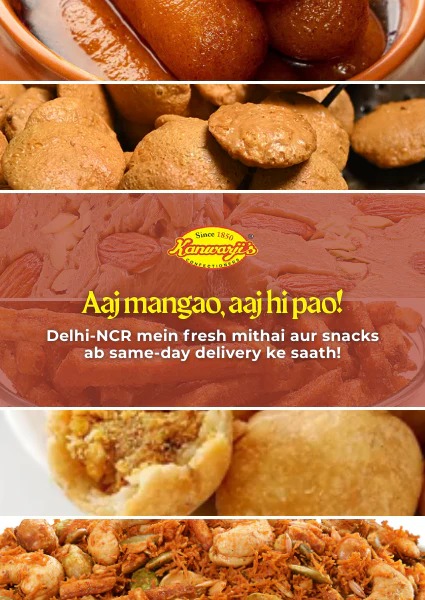 Since 1850
Kanwarji's
CONFECTIONERS
Aaj mangao, aaj hi pao!
Delhi-NCR mein fresh mithai aur snacks
ab same-day delivery ke saath!